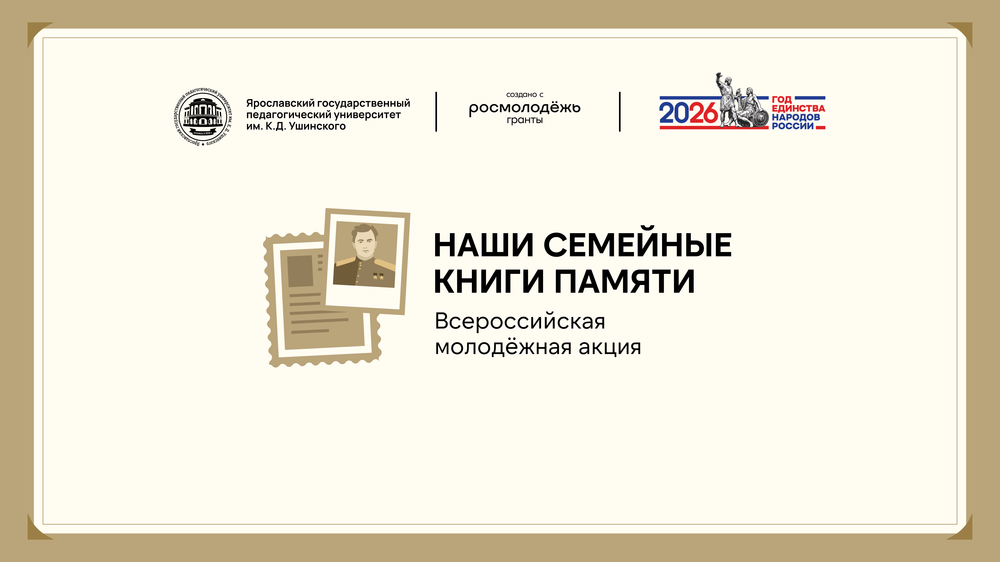 Ярославский государственный педагогический университет им. К. Д. Ушинского
основан в 1908 г.
Ярославский государственный
педагогический университет
им. К.Д. Ушинского
создано с
росмолодёжь
гранты
2026
ГОД
ЕДИНСТВА
НАРОДОВ
РОССИИ
НАШИ СЕМЕЙНЫЕ
КНИГИ ПАМЯТИ
Всероссийская
молодёжная акция